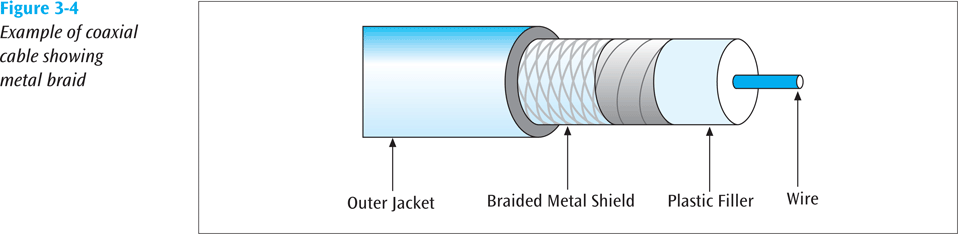 Figure 3-4
Example of coaxial
cable showing
metal braid
Outer Jacket
Braided Metal Shield
Plastic Filler
Wire